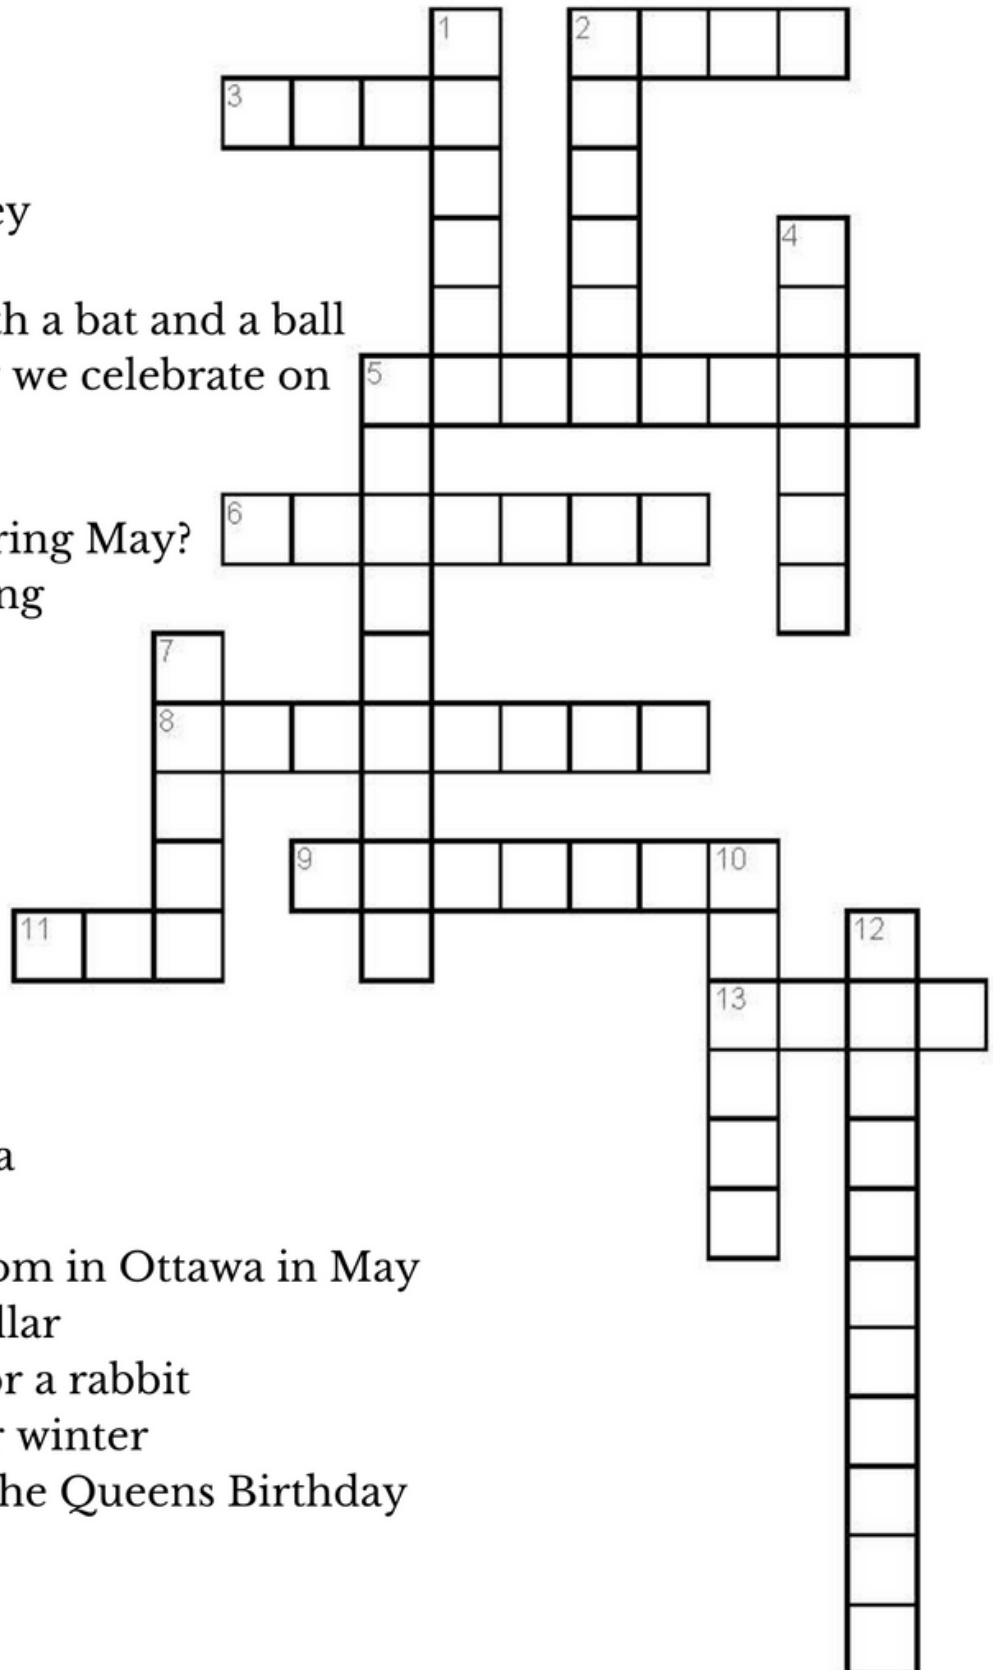 1
2
3
ey
4
th a bat and a ball
we celebrate on
5
6
ring May?
ng
7
8
9
10
11
12
13
a
om in Ottawa in May
llar
or a rabbit
r winter
he Queens Birthday